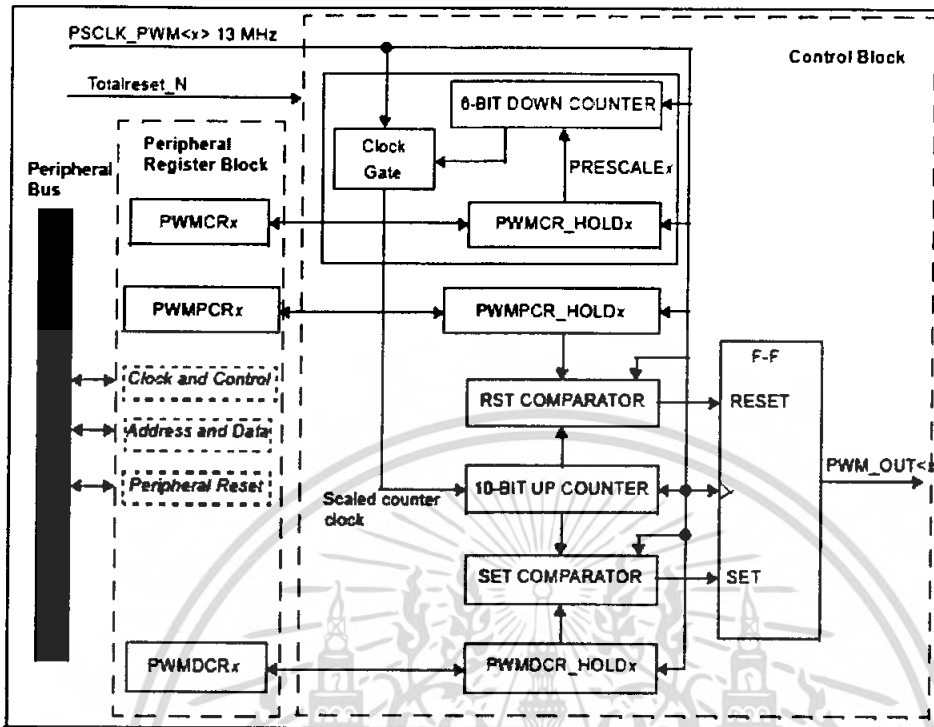 PSCLK_PWM<x> 13 MHz
Control Block
Totalreset_N
6-BIT DOWN COUNTER
Peripheral
Bus
Peripheral
Register Block
Clock
Gate
PRESCALEx
PWMCRx
PWMCR_HOLDx
PWMPCRx
PWMPCR_HOLDx
F-F
Clock and Control
RST COMPARATOR
RESET
Address and Data
PWM_OUT<x
Peripheral Reset
Scaled counter
clock
10-BIT UP COUNTER
SET COMPARATOR
SET
PWMDCRx
PWMDCR_HOLDx